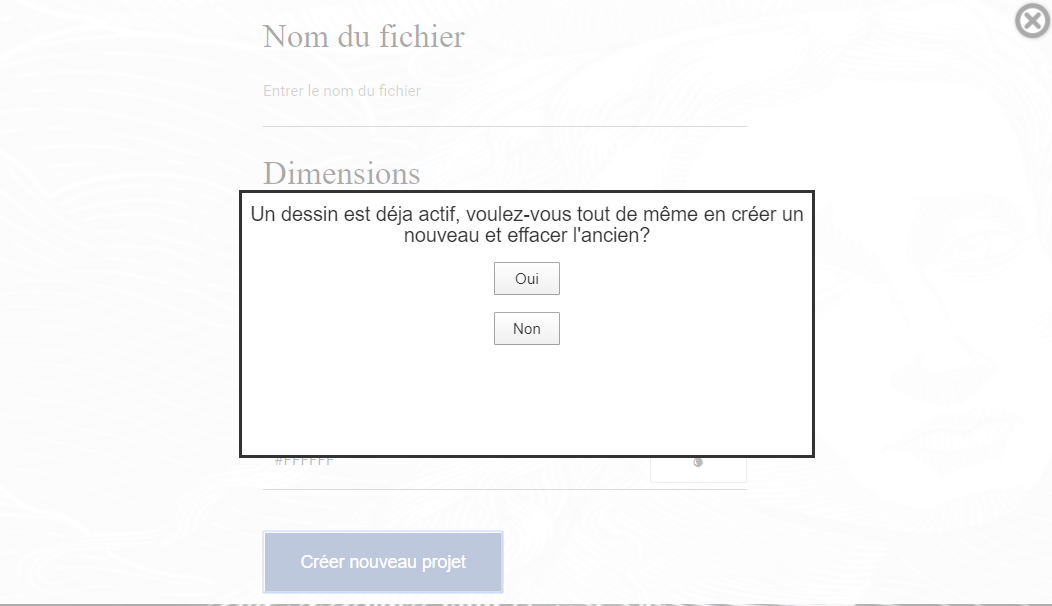 Nom du fichier
Entrer le nom du fichier
Dimensions
Un dessin est déja actif, voulez-vous tout de même en créer un
nouveau et effacer l'ancien?
Oui
Non
#FFFFFF
Créer nouveau projet